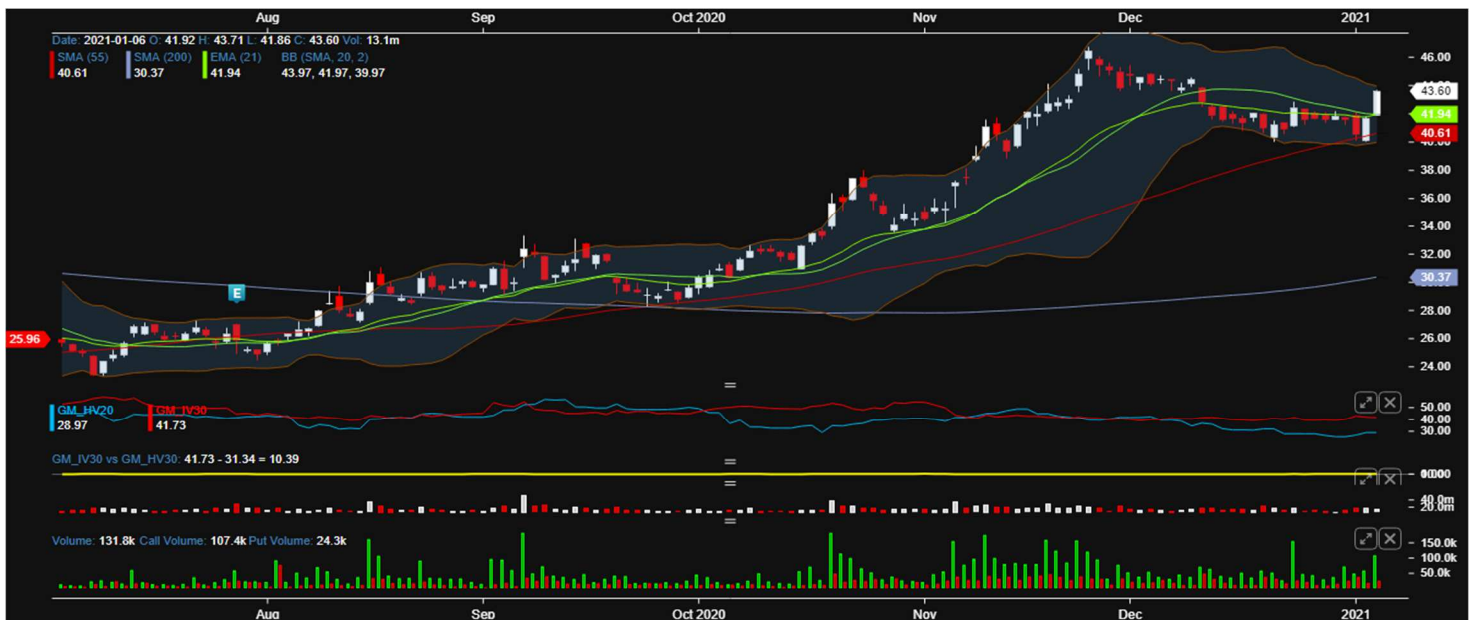 Aug Sep Oct 2020 Nov Dec 2021
Date: 2021-01-06 O: 41.92 H: 43.71 L: 41.86 C: 43.60 Vol: 13.1m
SMA (55) SMA (200) EMA (21) BB (SMA, 20, 2)
40.61 30.37 41.94 43.97, 41.97, 39.97
46.00
43.60
41.94
40.61
40.00
38.00
36.00
34.00
32.00
E
30.37
28.00
25.96
26.00
24.00
GM_HV20 GM_IV30
28.97 41.73
50.00
40.00
30.00
GM_IV30 vs GM_HV30: 41.73 - 31.34 = 10.39
40.0m
20.0m
Volume: 131.8k Call Volume: 107.4k Put Volume: 24.3k
150.0k
100.0k
50.0k
Aug Sep Oct 2020 Nov Dec 2021